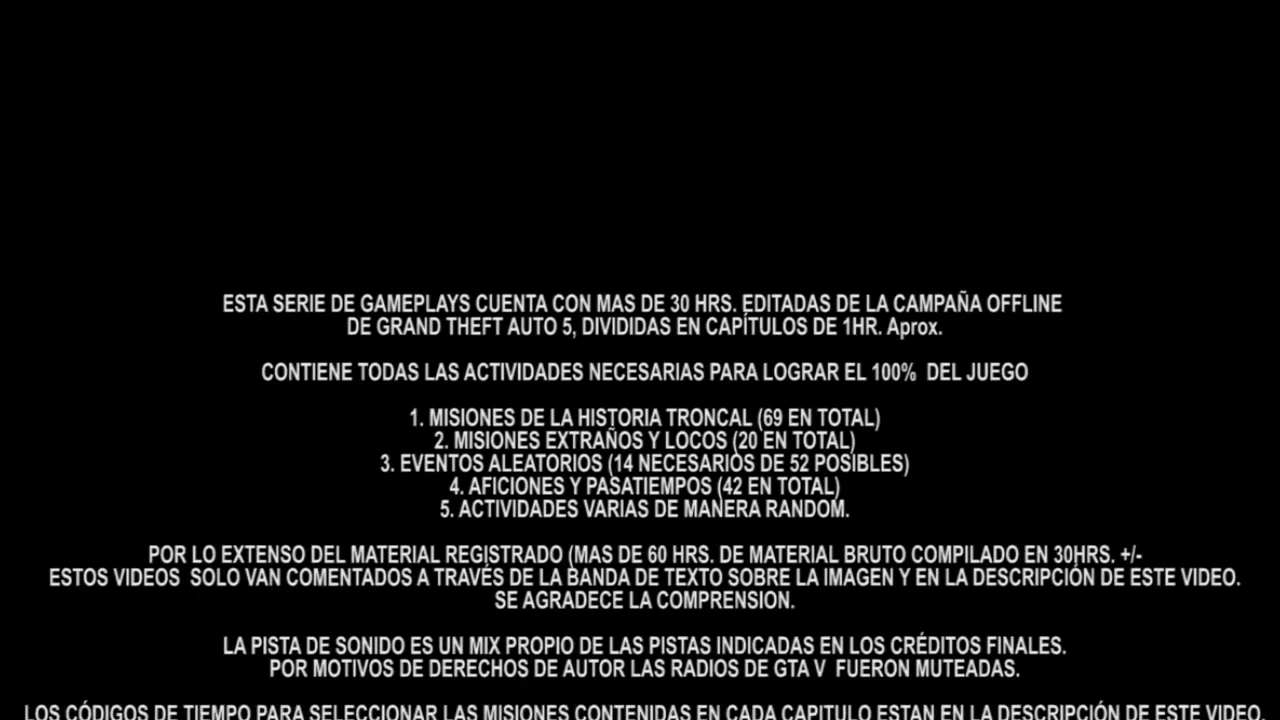 ESTA SERIE DE GAMEPLAYS CUENTA CON MAS DE 30 HRS. EDITADAS DE LA CAMPAÑA OFFLINE
DE GRAND THEFT AUTO 5, DIVIDIDAS EN CAPÍTULOS DE 1HR. Aprox.
CONTIENE TODAS LAS ACTIVIDADES NECESARIAS PARA LOGRAR EL 100% DEL JUEGO
1. MISIONES DE LA HISTORIA TRONCAL (69 EN TOTAL)
2. MISIONES EXTRAÑOS Y LOCOS (20 EN TOTAL)
3. EVENTOS ALEATORIOS (14 NECESARIOS DE 52 POSIBLES)
4. AFICIONES Y PASATIEMPOS (42 EN TOTAL)
5. ACTIVIDADES VARIAS DE MANERA RANDOM.
POR LO EXTENSO DEL MATERIAL REGISTRADO (MAS DE 60 HRS. DE MATERIAL BRUTO COMPILADO EN 30HRS. +/-
ESTOS VIDEOS SOLO VAN COMENTADOS A TRAVÉS DE LA BANDA DE TEXTO SOBRE LA IMAGEN Y EN LA DESCRIPCIÓN DE ESTE VIDEO.
SE AGRADECE LA COMPRENSION.
LA PISTA DE SONIDO ES UN MIX PROPIO DE LAS PISTAS INDICADAS EN LOS CRÉDITOS FINALES.
POR MOTIVOS DE DERECHOS DE AUTOR LAS RADIOS DE GTA V FUERON MUTEADAS.
LOS CÓDIGOS DE TIEMPO PARA SELECCIONAR LAS MISIONES CONTENIDAS EN CADA CAPITULO ESTAN EN LA DESCRIPCIÓN DE ESTE VIDEO.